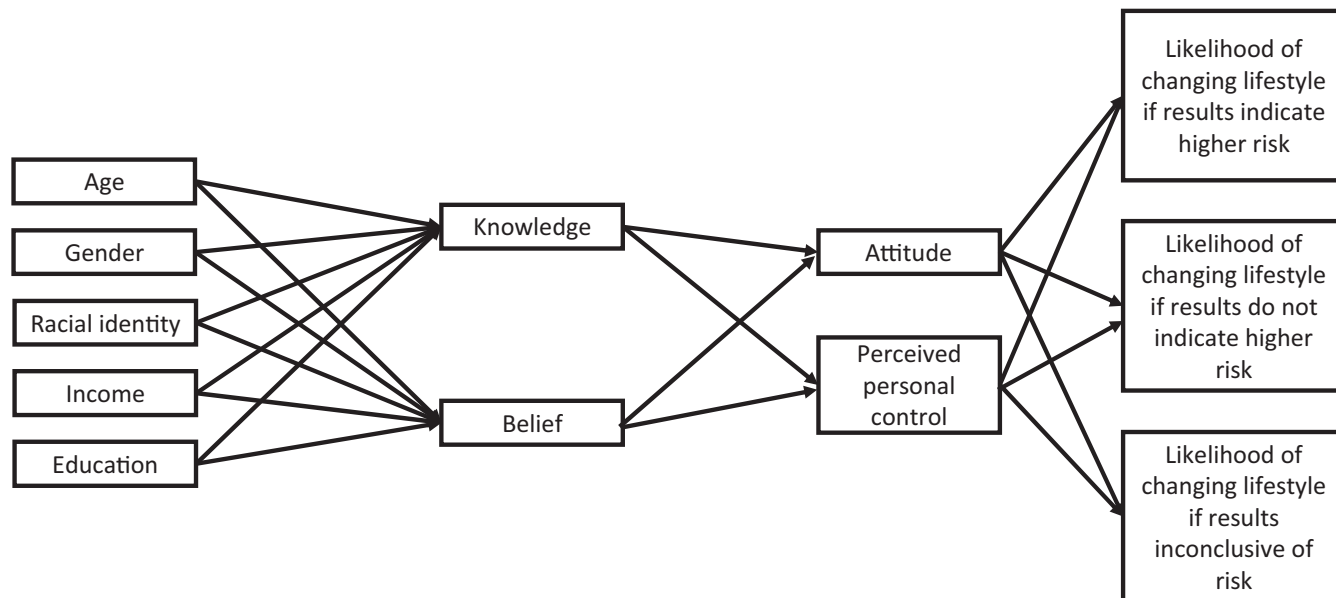 Age
Gender
Racial identity
Income
Education
Knowledge
Belief
Attitude
Perceived
personal
control
Likelihood of
changing lifestyle
if results indicate
higher risk
Likelihood of
changing lifestyle
if results do not
indicate higher
risk
Likelihood of
changing lifestyle
if results
inconclusive of
risk